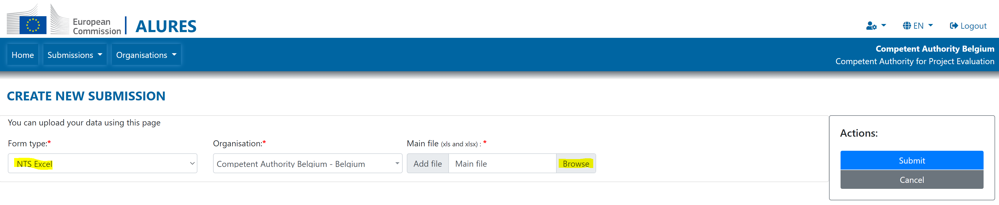 European
Commission
ALURES
EN
Logout
Home
Submissions
Organisations
Competent Authority Belgium
Competent Authority for Project Evaluation
CREATE NEW SUBMISSION
You can upload your data using this page
Form type:*
Organisation:*
Main file (xls and xlsx) : *
NTS Excel
Competent Authority Belgium - Belgium
Add file
Main file
Browse
Actions:
Submit
Cancel